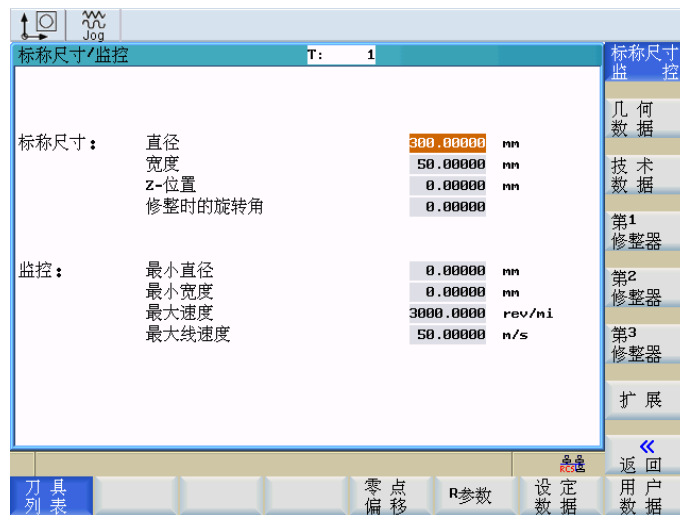 Jog
标称尺寸/监控 T: 1
标称尺寸: 直径 300.00000 mm
宽度 50.00000 mm
Z-位置 0.00000 mm
修整时的旋转角 0.00000
监控: 最小直径 0.00000 mm
最小宽度 0.00000 mm
最大速度 3000.0000 rev/mi
最大线速度 50.00000 m/s
标称尺寸
监 控
几 何
数 据
技 术
数 据
第1
修整器
第2
修整器
第3
修整器
扩 展
«
返 回
RCS
刀 具
列 表
零 点
偏 移
R参数
设 定
数 据
用 户
数 据